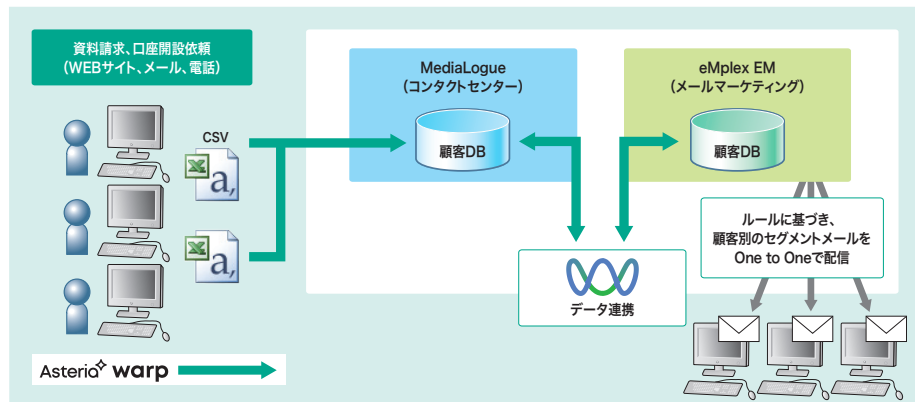 資料請求、口座開設依頼
（WEBサイト、メール、電話）
CSV
a,
a,
MediaLogue
（コンタクトセンター）
顧客DB
eMplex EM
（メールマーケティング）
顧客DB
ルールに基づき、
顧客別のセグメントメールを
One to Oneで配信
データ連携
Asteria warp